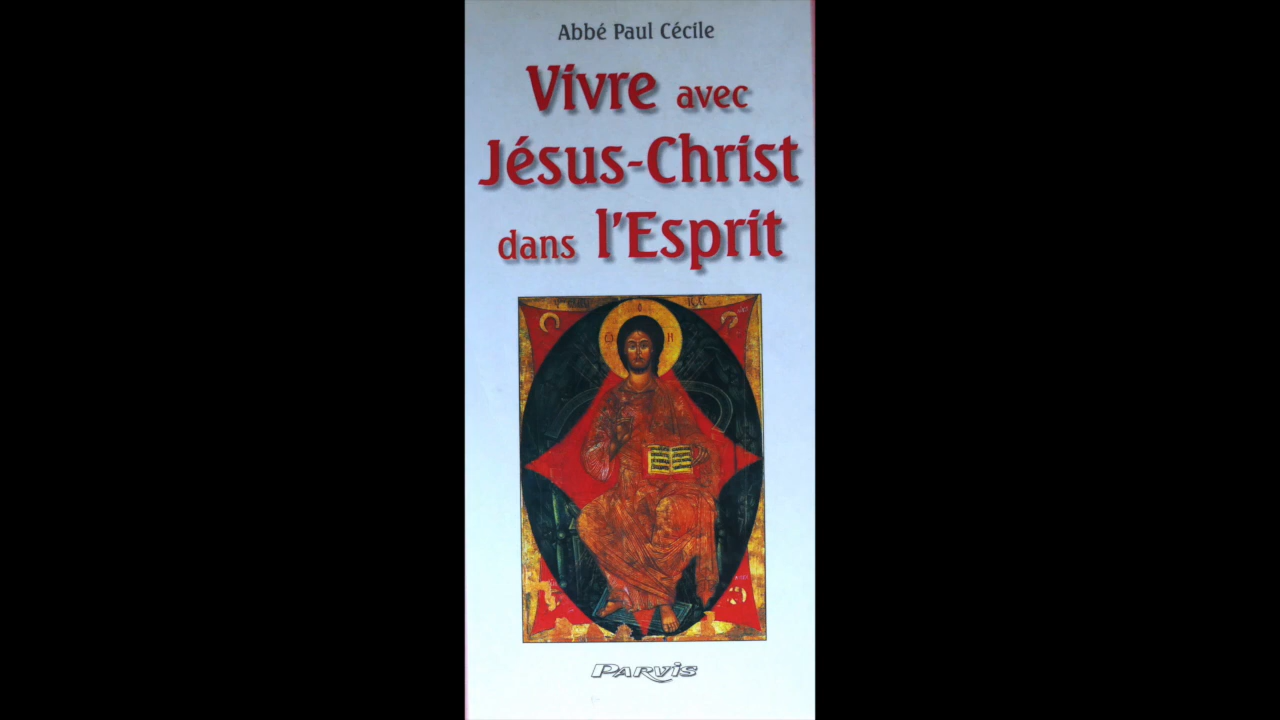 Abbé Paul Cécile
Vivre avec
Jésus-Christ
dans l'Esprit
PARVIS